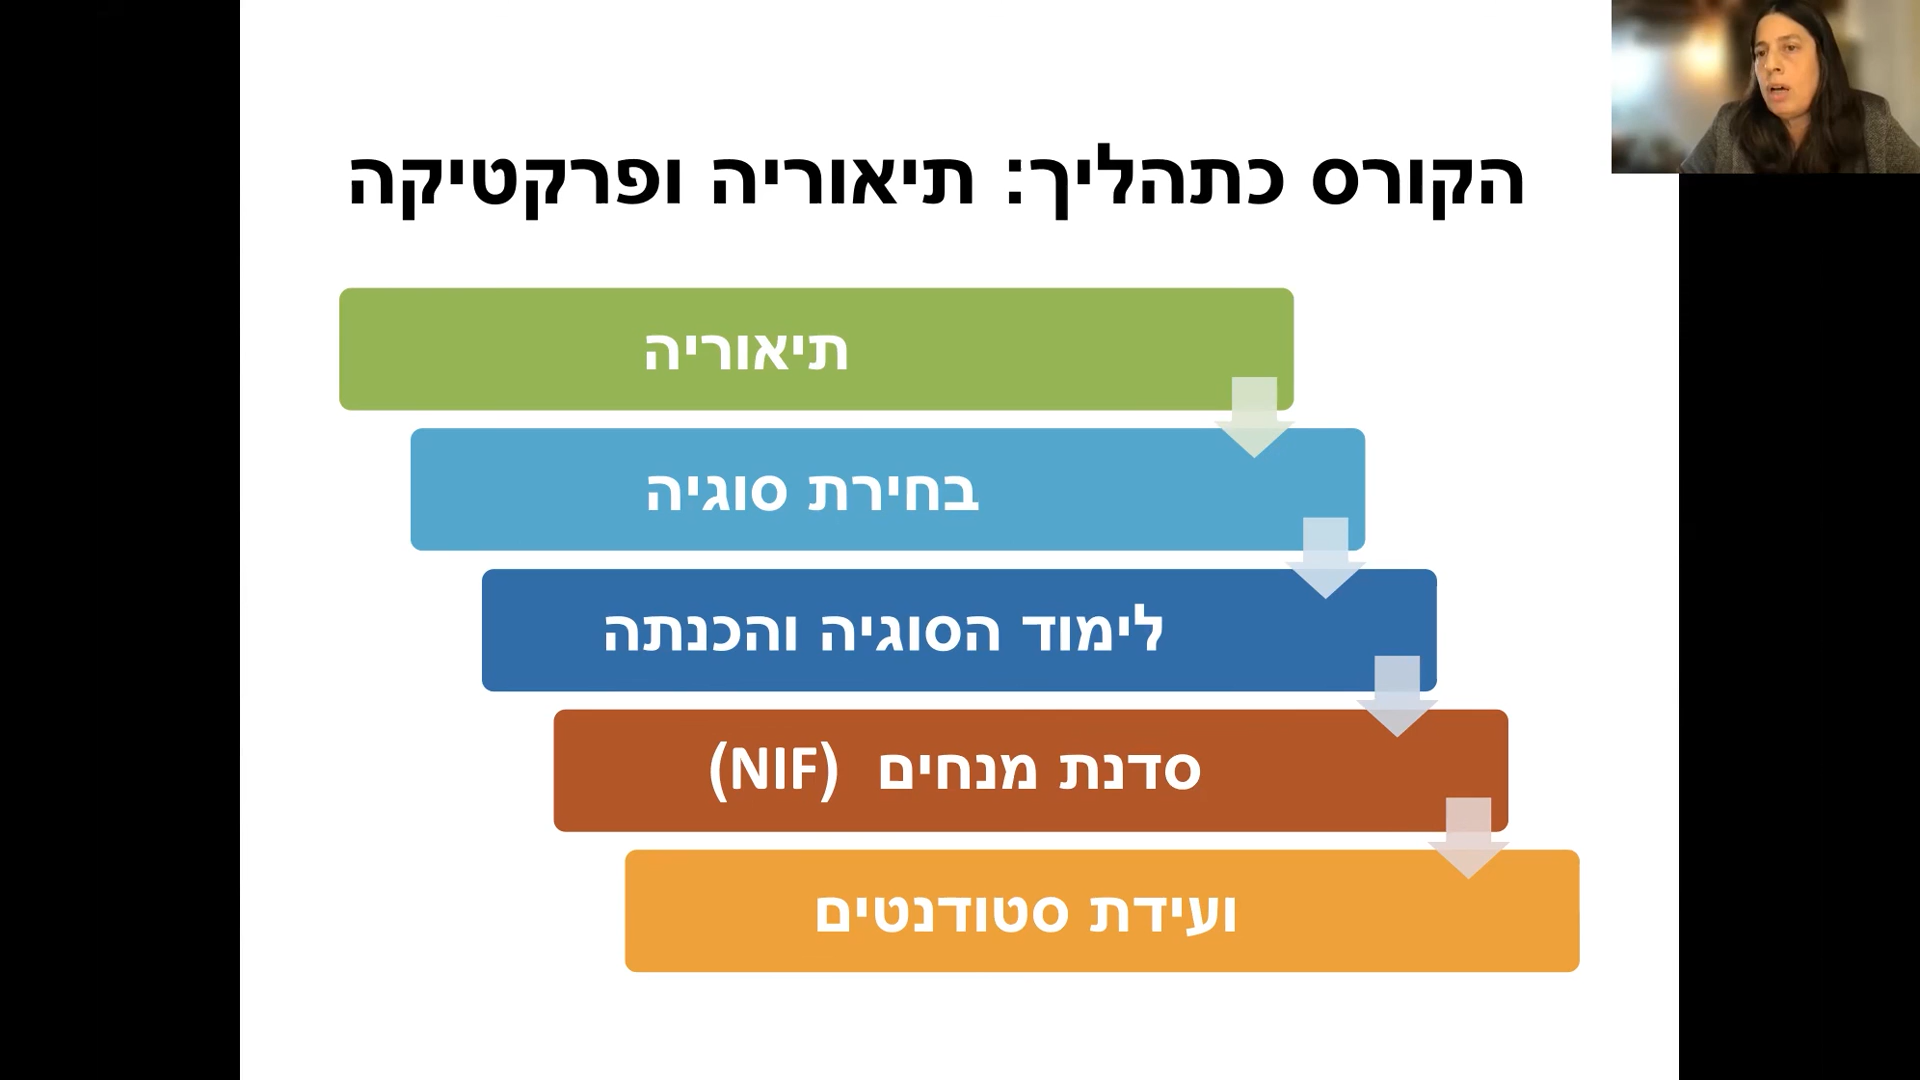 הקורס כתהליך: תיאוריה ופרקטיקה
תיאוריה
בחירת סוגיה
לימוד הסוגיה והכנתה
סדנת מנחים (NIF)
ועידת סטודנטים